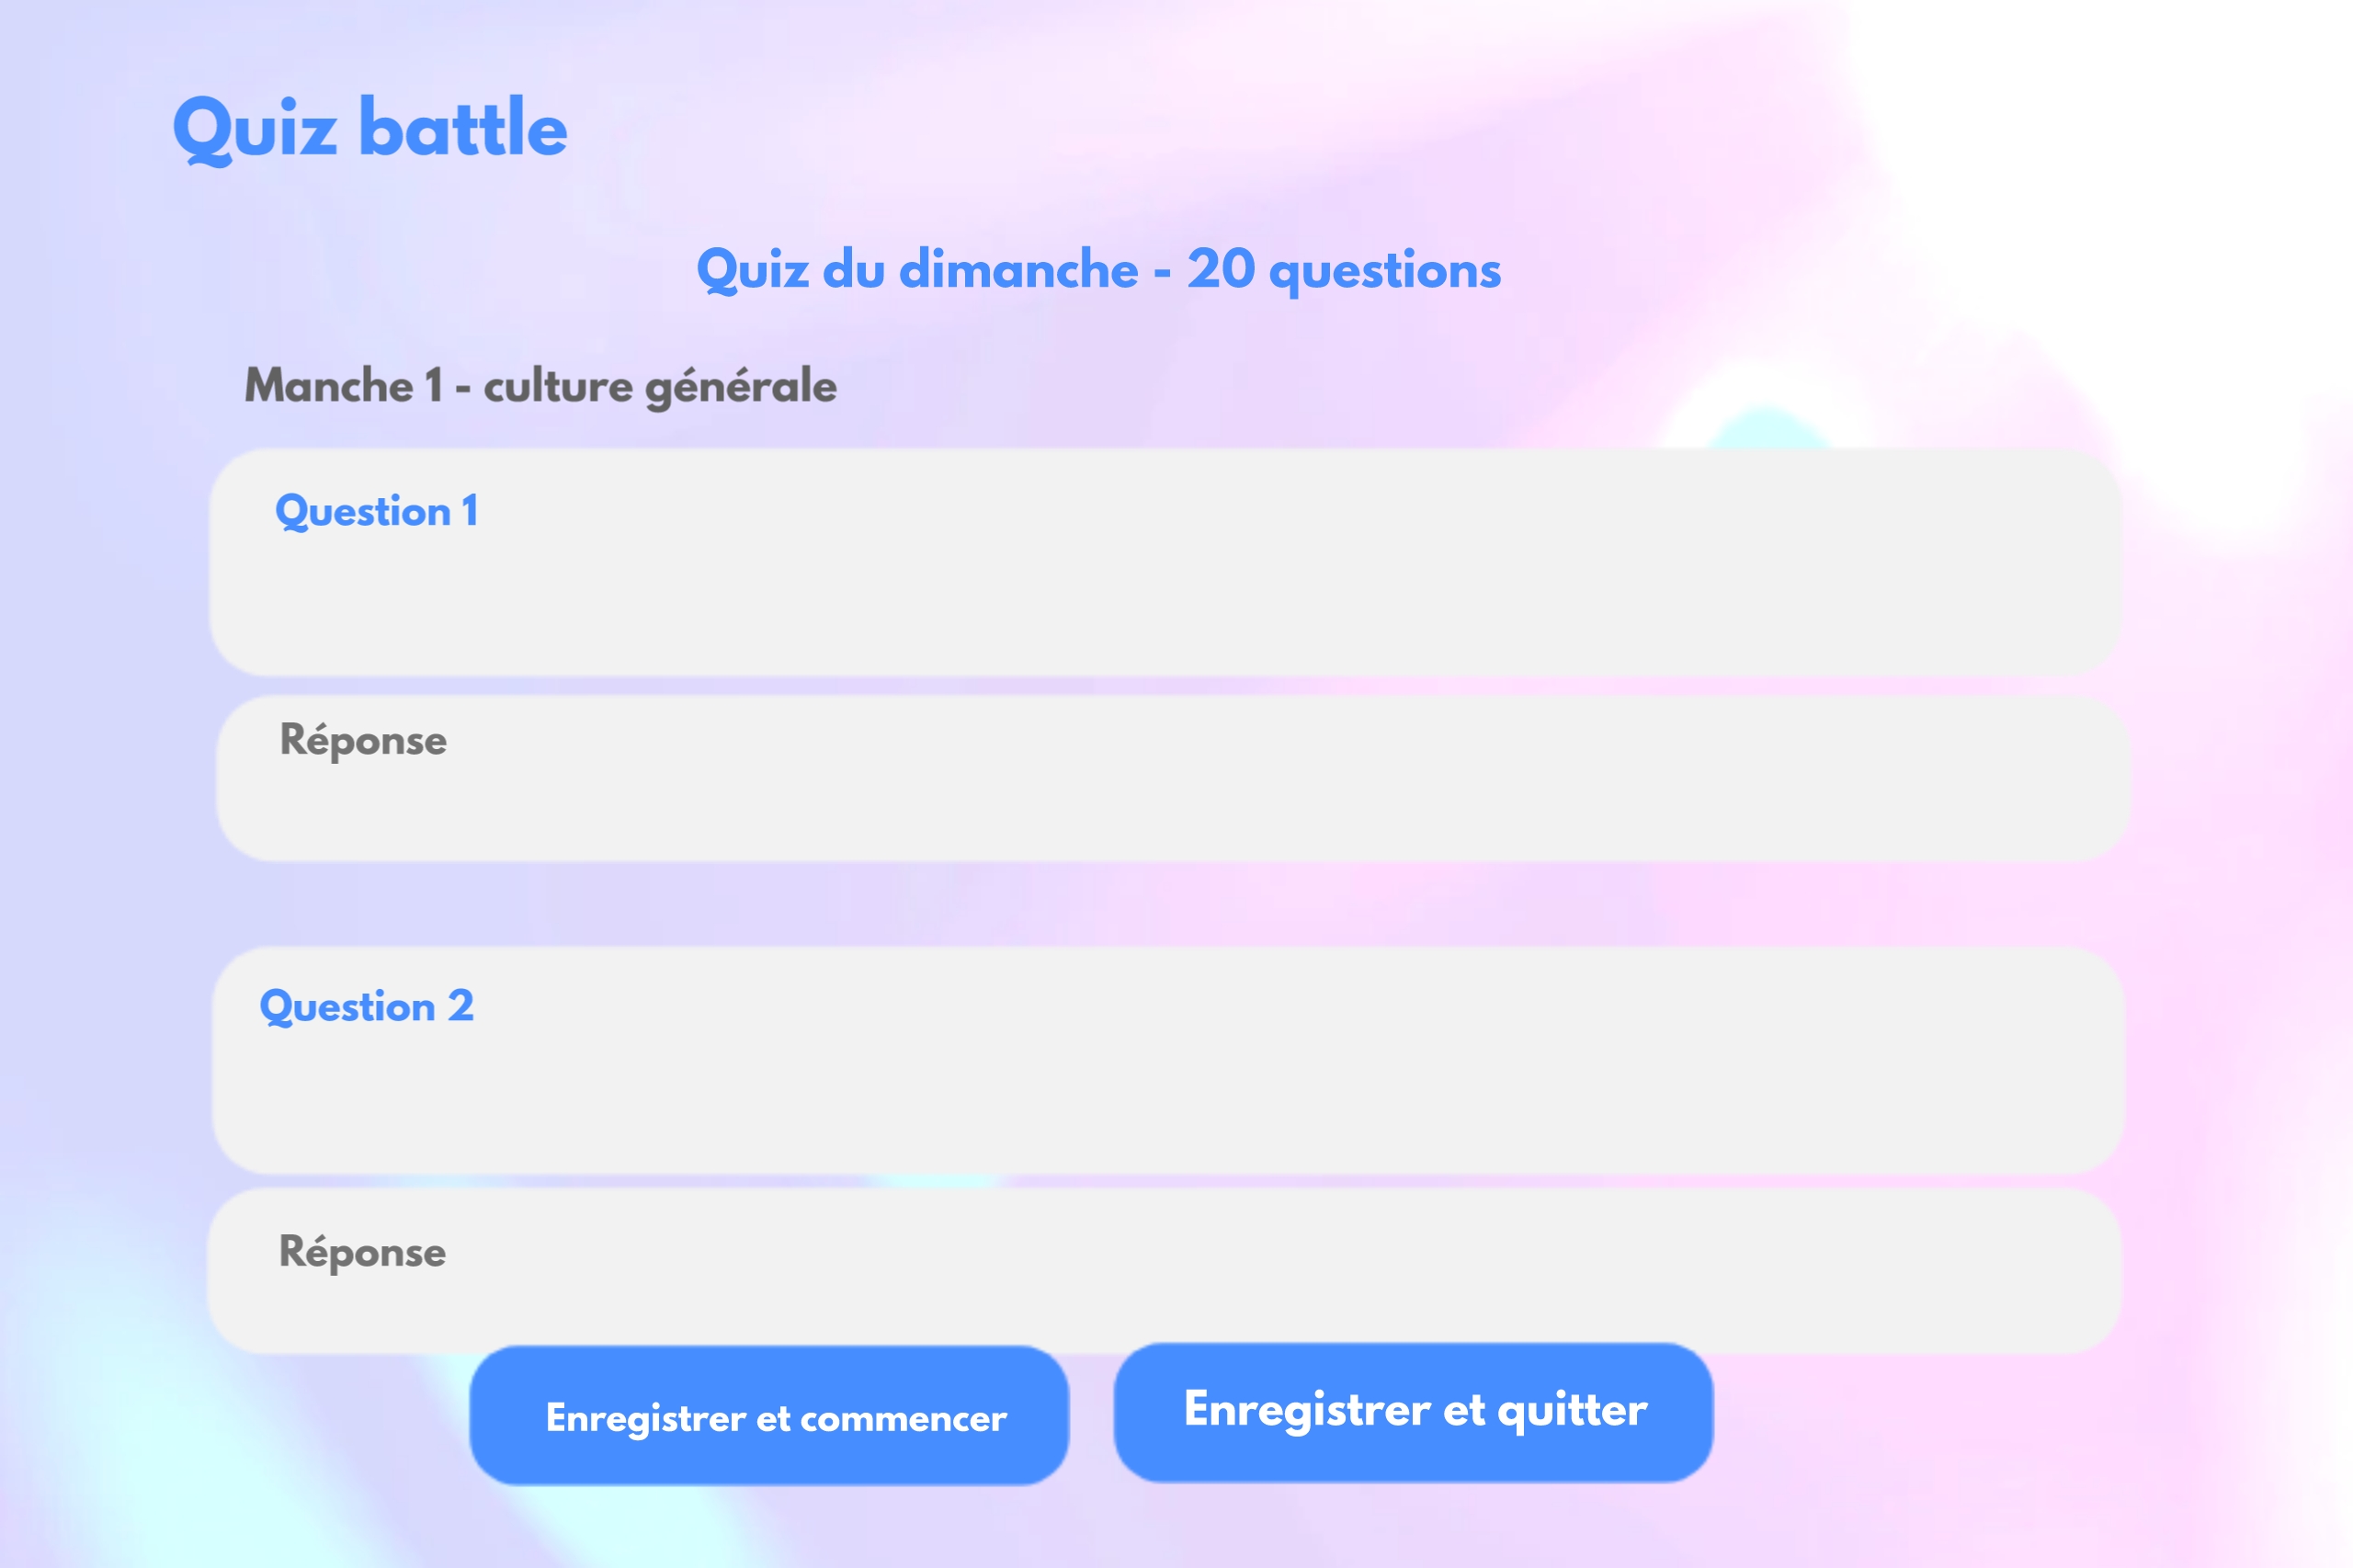 Quiz battle
Quiz du dimanche - 20 questions
Manche 1 - culture générale
Question 1
Réponse
Question 2
Réponse
Enregistrer et commencer
Enregistrer et quitter